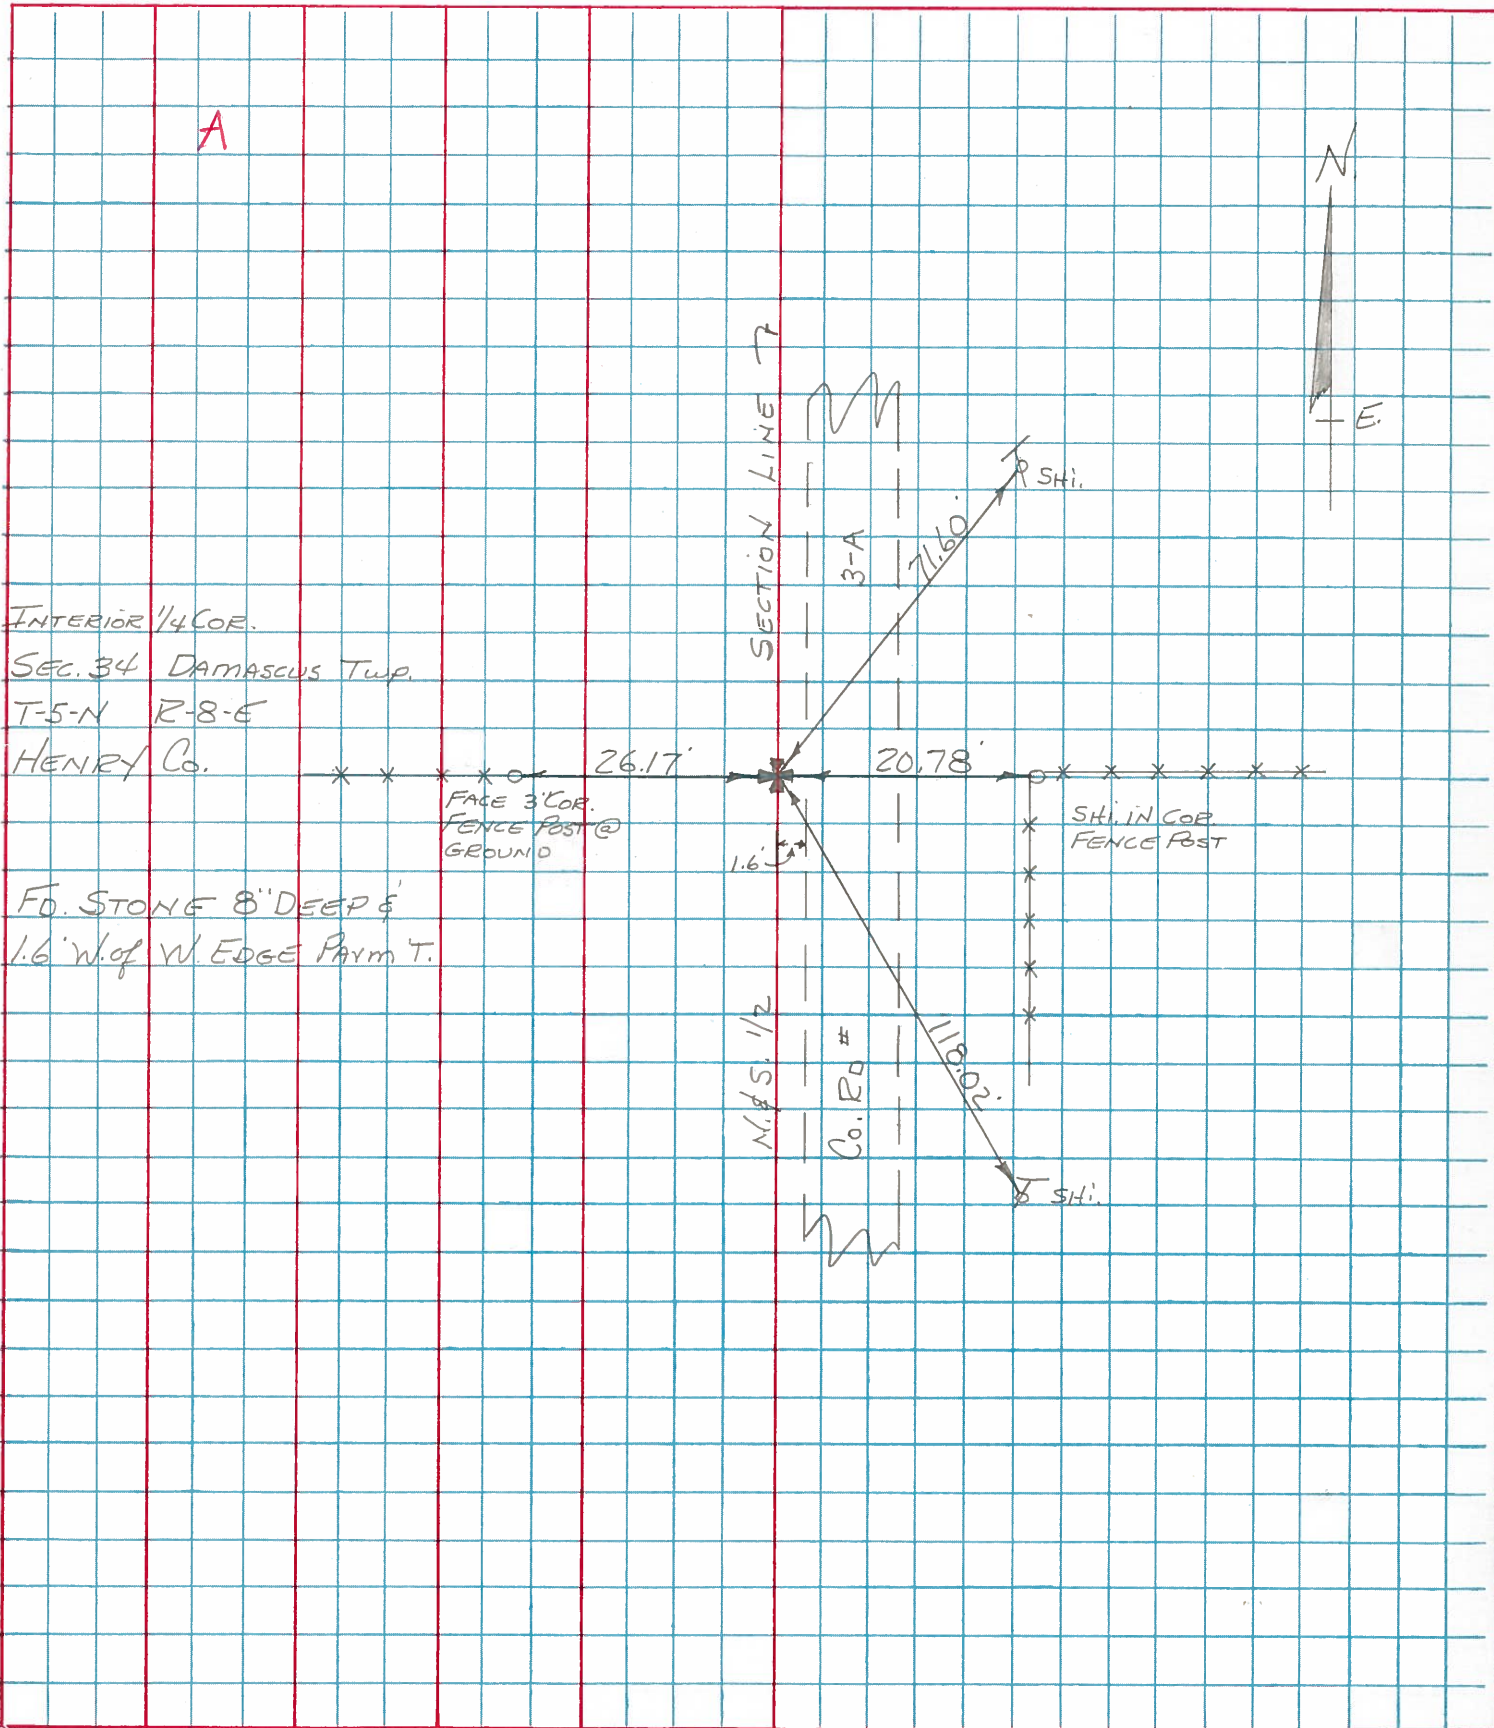 A
N.
E.
SECTION LINE
3-A
71.60'
SHi.
INTERIOR 1/4 COR.
SEC. 34 DAMASCUS TWP.
T-5-N R-8-E
HENRY Co.
26.17'
20.78'
FACE 3' COR.
FENCE POST @
GROUND
SHi. IN COR
FENCE POST
1.6'
FD. STONE 8" DEEP &
1.6' W. of W. EDGE PAVM'T.
N. & S. 1/2
Co. RD #
118.02'
SHi.